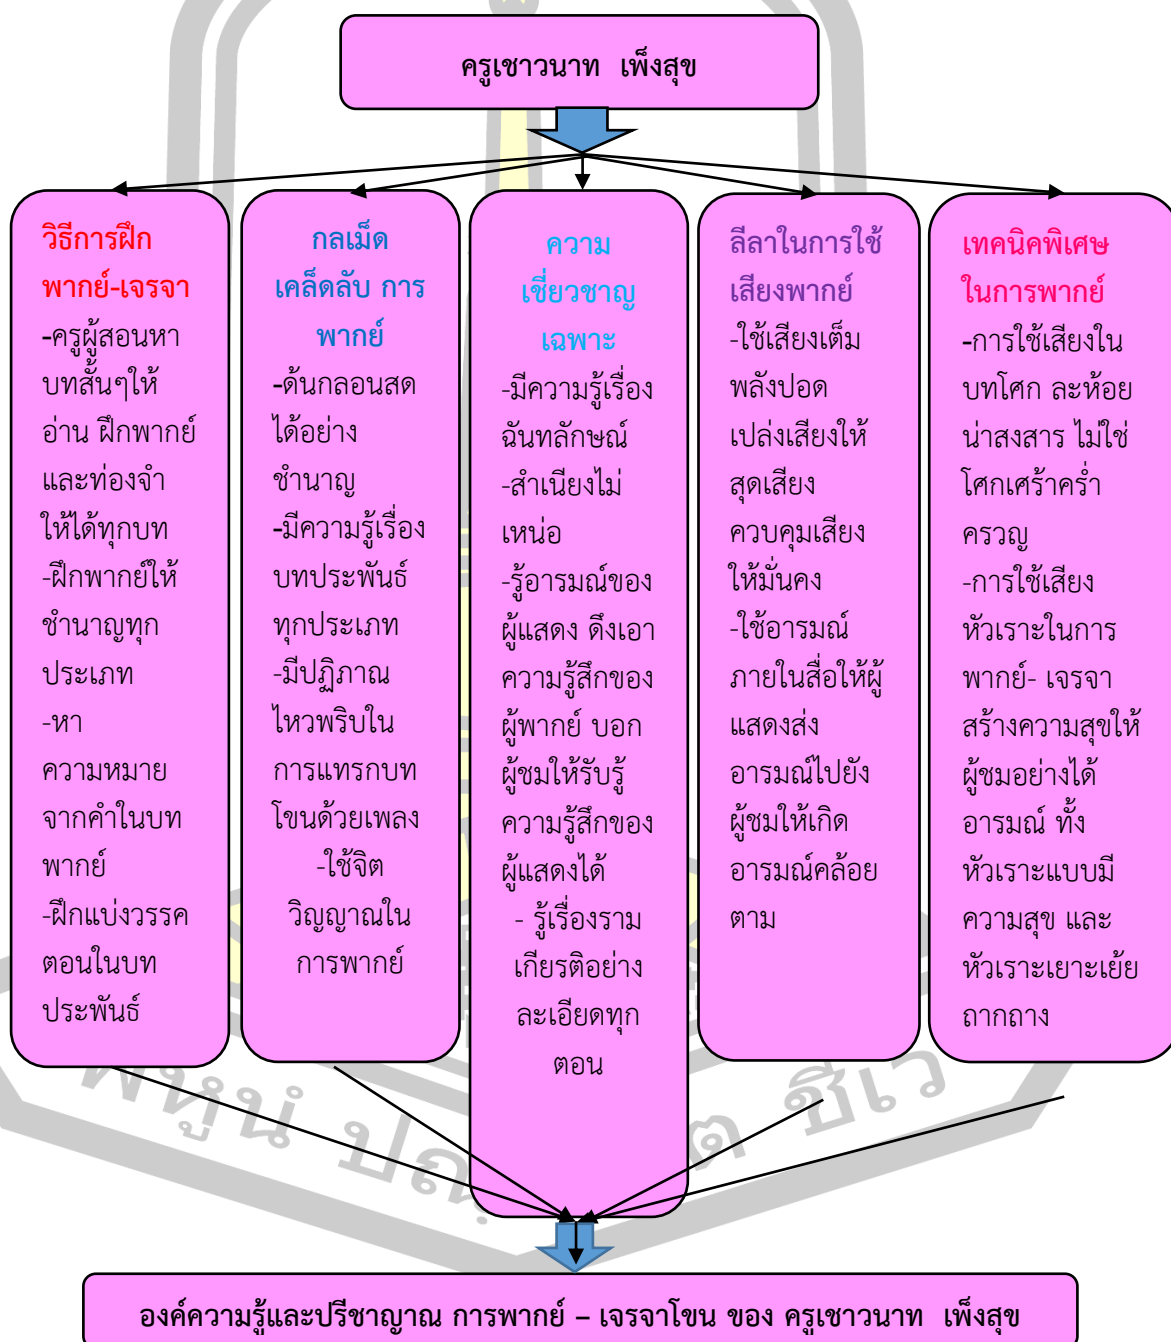 ครูเชาวนาท  เพ็งสุข
วิธีการฝึก
พากย์-เจรจา
-ครูผู้สอนหา
บทสั้นๆให้
อ่าน ฝึกพากย์
และท่องจำ
ให้ได้ทุกบท
-ฝึกพากย์ให้
ชำนาญทุก
ประเภท
-หา
ความหมาย
จากคำในบท
พากย์
-ฝึกแบ่งวรรค
ตอนในบท
ประพันธ์
กลเม็ด
เคล็ดลับ การ
พากย์
-ด้นกลอนสด
ได้อย่าง
ชำนาญ
-มีความรู้เรื่อง
บทประพันธ์
ทุกประเภท
-มีปฏิภาณ
ไหวพริบใน
การแทรกบท
โขนด้วยเพลง
-ใช้จิต
วิญญาณใน
การพากย์
ความ
เชี่ยวชาญ
เฉพาะ
-มีความรู้เรื่อง
ฉันทลักษณ์
-สำเนียงไม่
เหน่อ
-รู้อารมณ์ของ
ผู้แสดง ดึงเอา
ความรู้สึกของ
ผู้พากย์ บอก
ผู้ชมให้รับรู้
ความรู้สึกของ
ผู้แสดงได้
- รู้เรื่องราม
เกียรติอย่าง
ละเอียดทุก
ตอน
ลีลาในการใช้
เสียงพากย์
-ใช้เสียงเต็ม
พลังปอด
เปล่งเสียงให้
สุดเสียง
ควบคุมเสียง
ให้มั่นคง
-ใช้อารมณ์
ภายในสื่อให้ผู้
แสดงส่ง
อารมณ์ไปยัง
ผู้ชมให้เกิด
อารมณ์คล้อย
ตาม
เทคนิคพิเศษ
ในการพากย์
-การใช้เสียงใน
บทโศก ละห้อย
น่าสงสาร ไม่ใช่
โศกเศร้าคร่ำ
ครวญ
-การใช้เสียง
หัวเราะในการ
พากย์- เจรจา
สร้างความสุขให้
ผู้ชมอย่างได้
อารมณ์ ทั้ง
หัวเราะแบบมี
ความสุข และ
หัวเราะเยาะเย้ย
ถากถาง
พหูนํ ปณ ต ชีเว
องค์ความรู้และปรีชาญาณ การพากย์ – เจรจาโขน ของ ครูเชาวนาท  เพ็งสุข